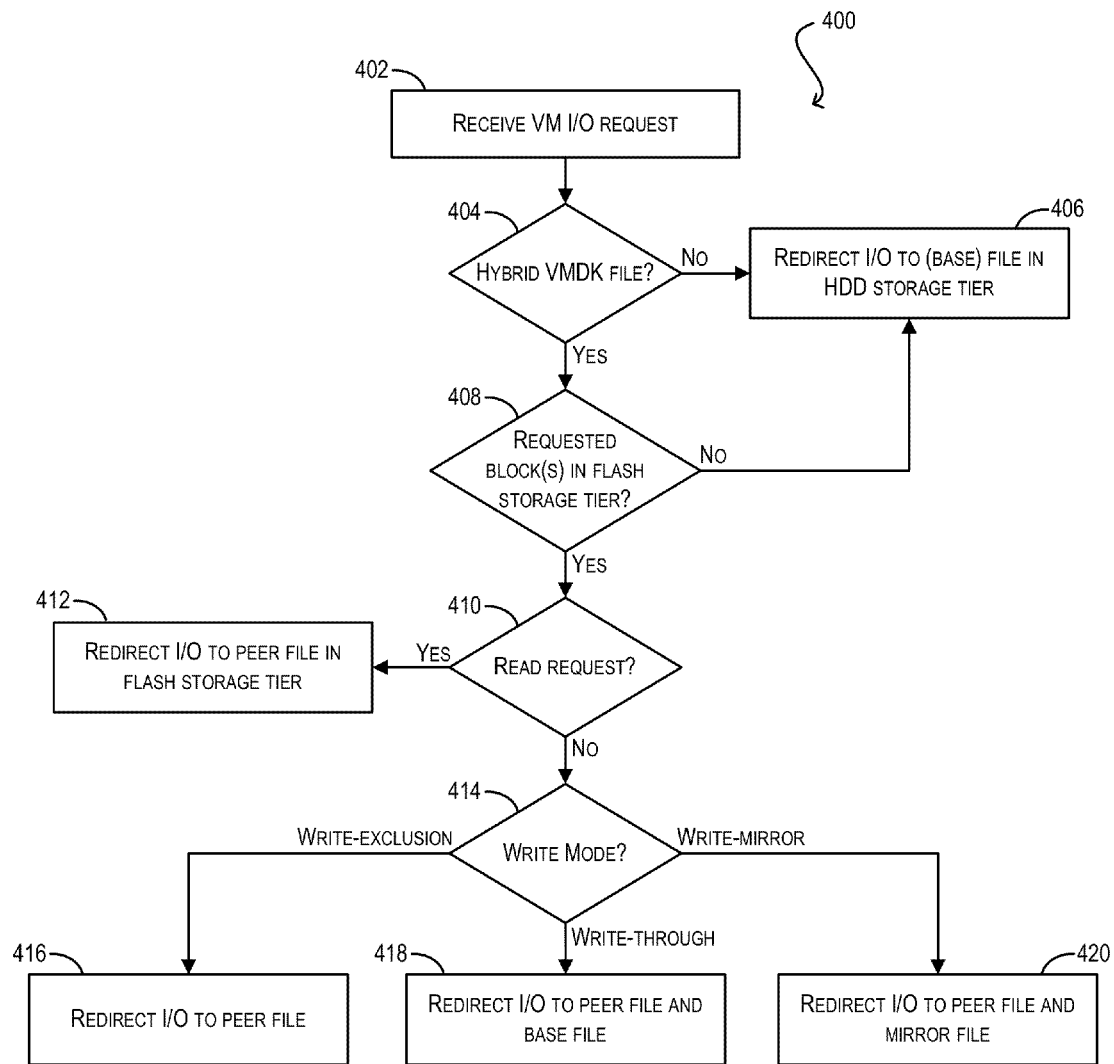 400
402
RECEIVE VM I/O REQUEST
404
HYBRID VMDK FILE?
NO
406
REDIRECT I/O TO (BASE) FILE IN
HDD STORAGE TIER
YES
408
REQUESTED
BLOCK(S) IN FLASH
STORAGE TIER?
NO
YES
410
READ REQUEST?
YES
412
REDIRECT I/O TO PEER FILE IN
FLASH STORAGE TIER
NO
414
WRITE MODE?
WRITE-EXCLUSION
WRITE-MIRROR
WRITE-THROUGH
416
REDIRECT I/O TO PEER FILE
418
REDIRECT I/O TO PEER FILE AND
BASE FILE
420
REDIRECT I/O TO PEER FILE AND
MIRROR FILE